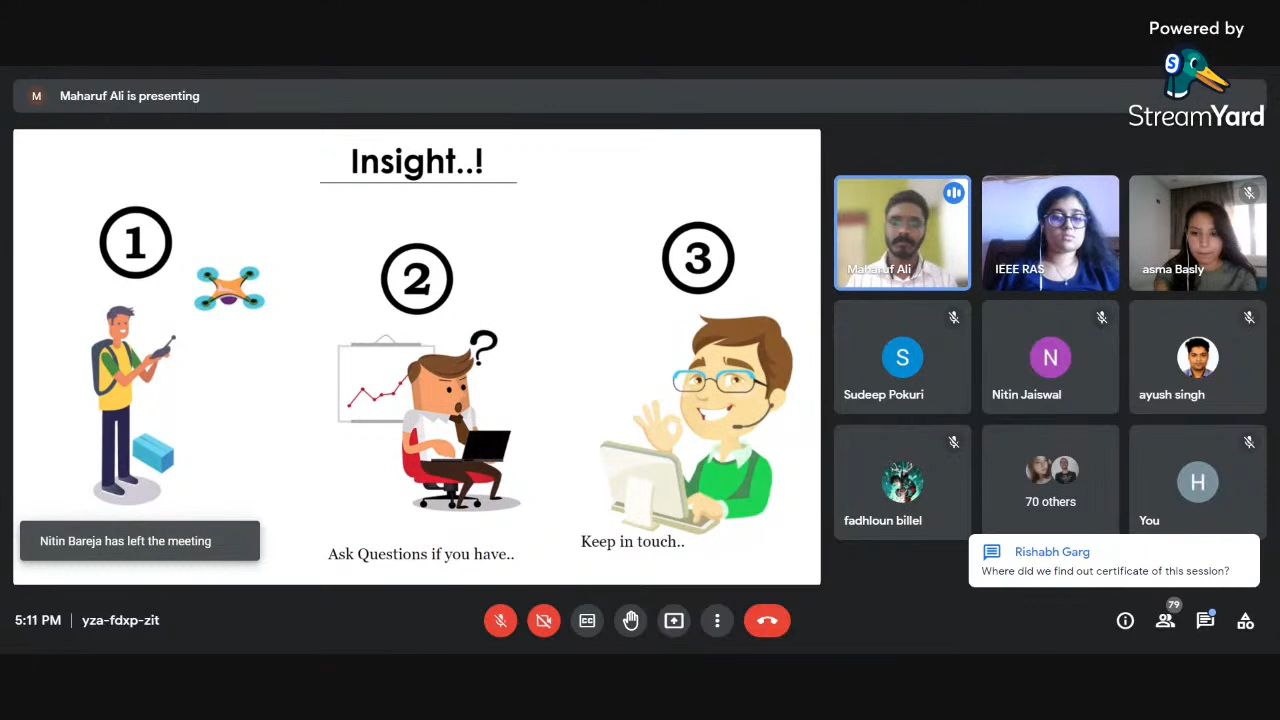 Powered by
S
StreamYard
M
Maharuf Ali is presenting
Insight..!
1
2
3
?
Ask Questions if you have..
Keep in touch..
Nitin Bareja has left the meeting
Maharuf Ali
IEEE RAS
asma Basly
S
Sudeep Pokuri
N
Nitin Jaiswal
ayush singh
fadhloun billel
70 others
H
You
Rishabh Garg
Where did we find out certificate of this session?
5:11 PM | yza-fdxp-zit
CC
79